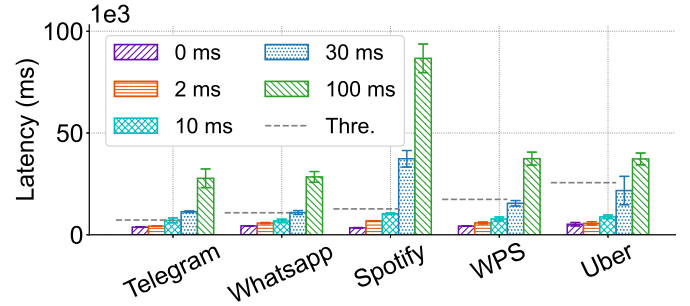 1e3
100
50
0
Latency (ms)
0 ms
2 ms
10 ms
30 ms
100 ms
Thre.
Telegram
Whatsapp
Spotify
WPS
Uber